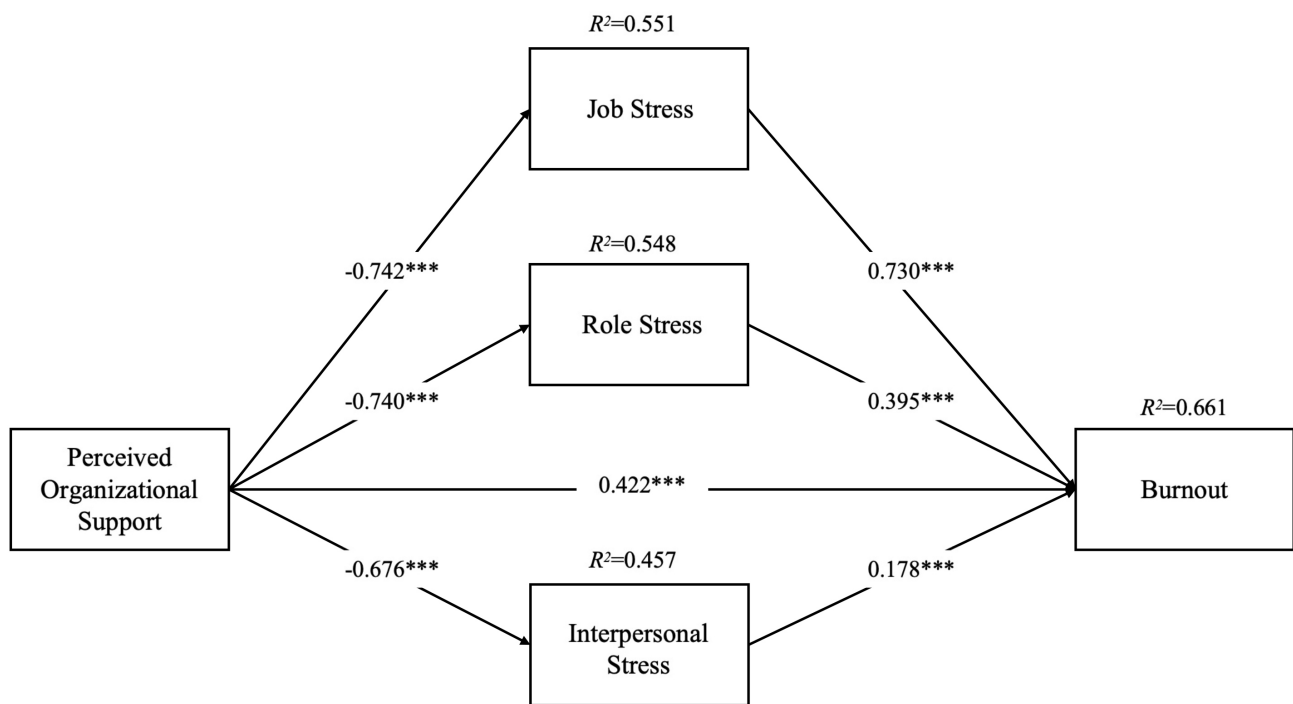 R²=0.551
Job Stress
-0.742***
0.730***
R²=0.548
Role Stress
-0.740***
0.395***
R²=0.661
Perceived
Organizational
Support
0.422***
Burnout
-0.676***
R²=0.457
0.178***
Interpersonal
Stress